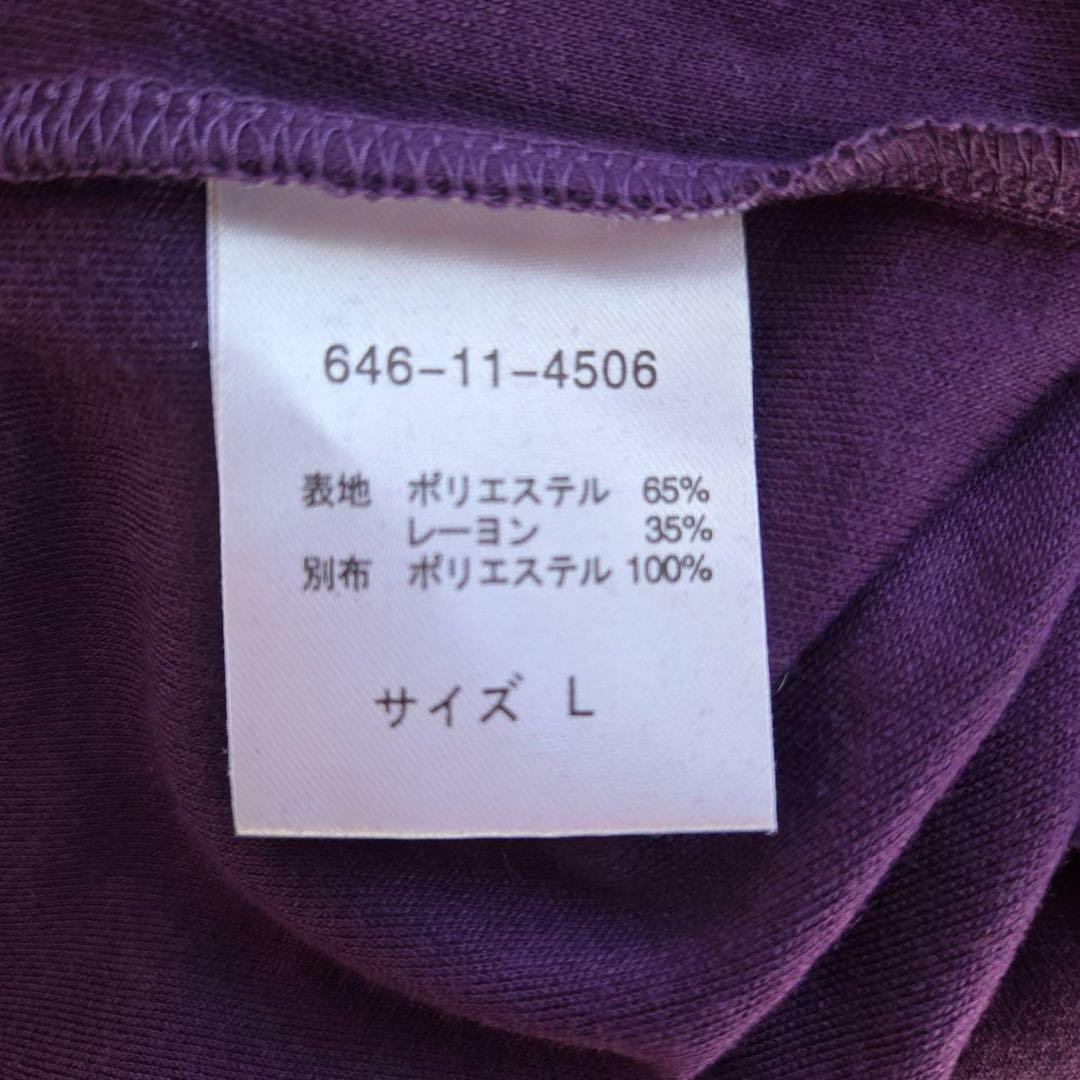 646-11-4506
表地 ポリエステル 65%
レーヨン 35%
別布 ポリエステル 100%
サイズ L